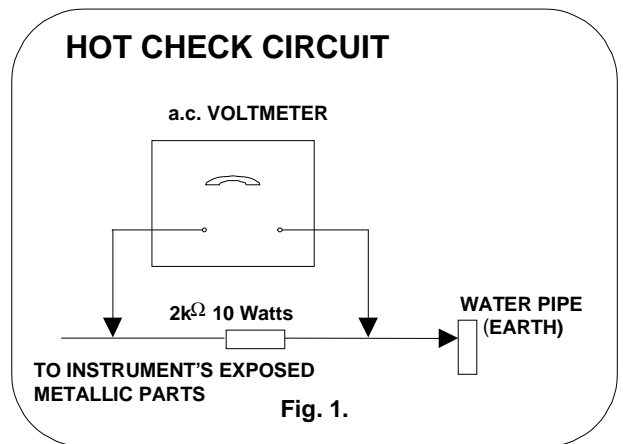 HOT CHECK CIRCUIT
a.c. VOLTMETER
2kΩ 10 Watts
WATER PIPE
(EARTH)
TO INSTRUMENT'S EXPOSED
METALLIC PARTS
Fig. 1.